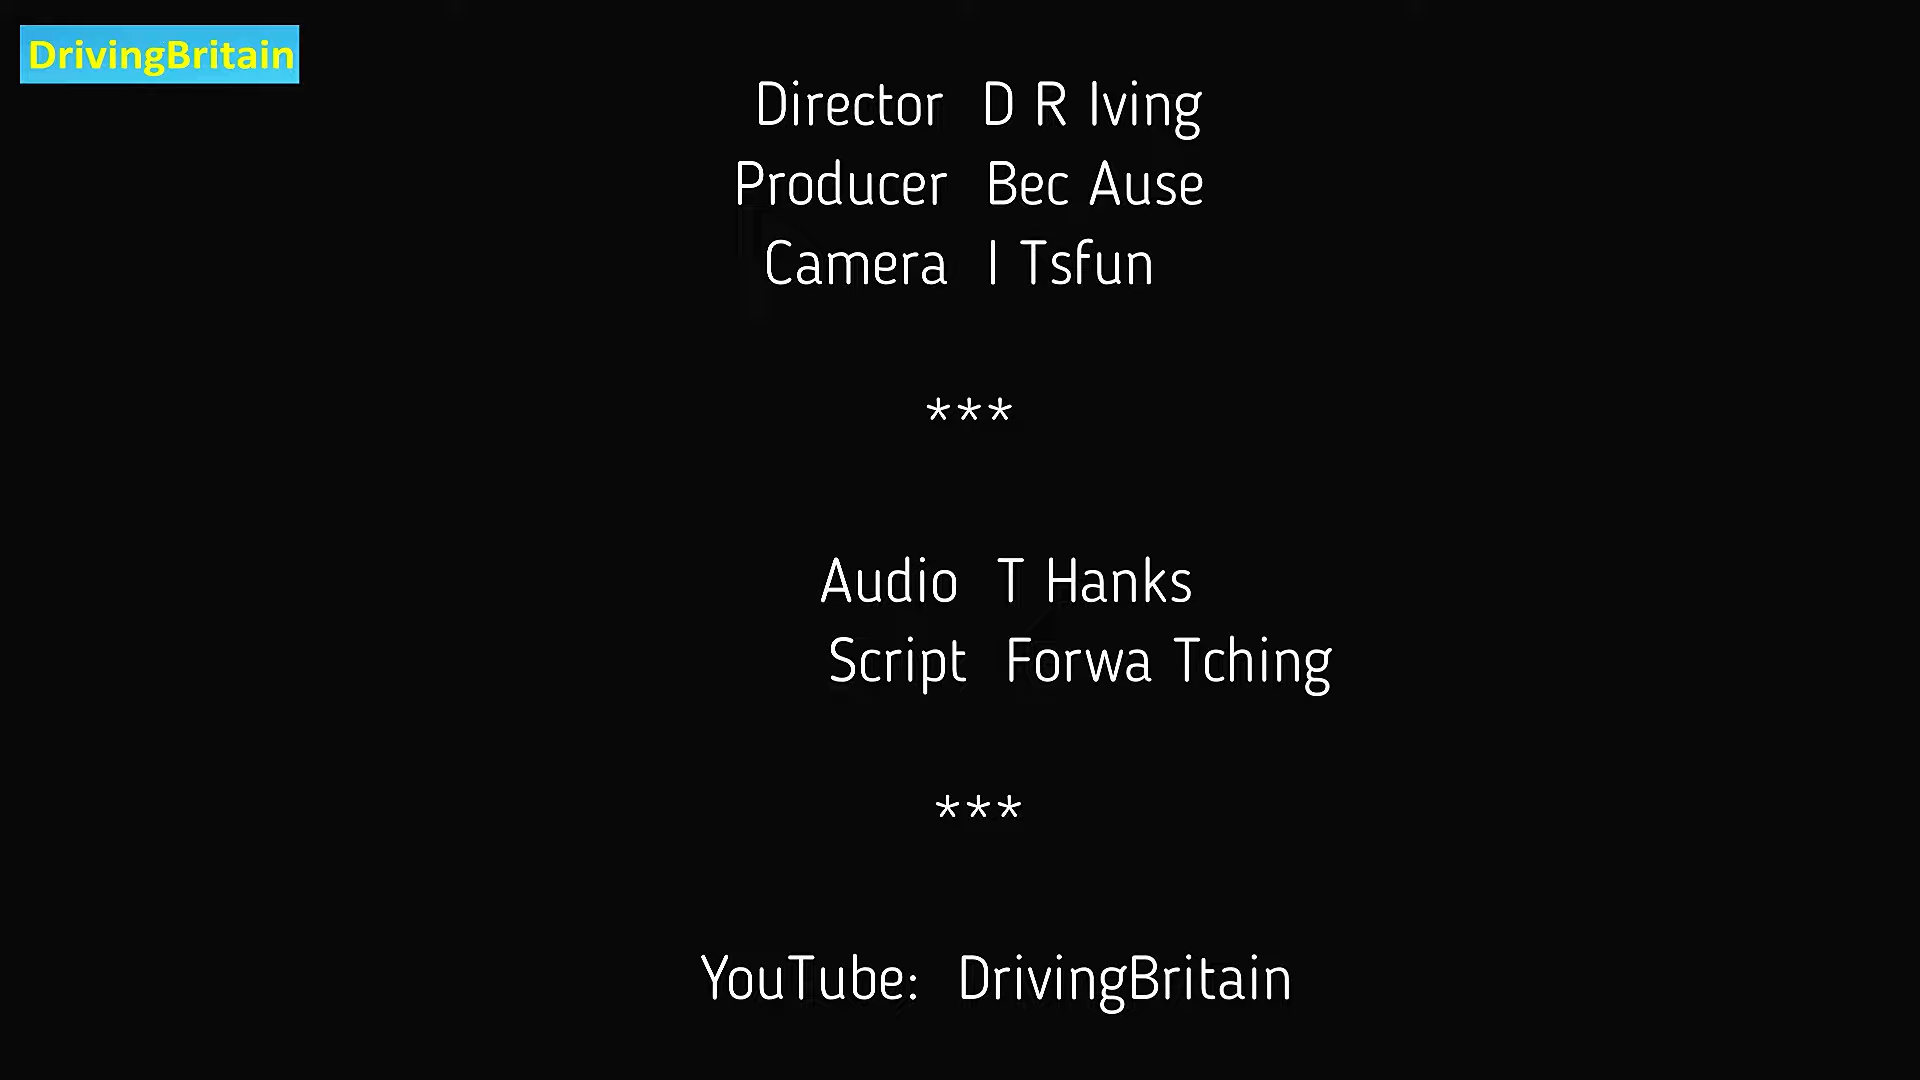 DrivingBritain
Director D R Iving
Producer Bec Ause
Camera I Tsfun
***
Audio T Hanks
Script Forwa Tching
***
YouTube: DrivingBritain